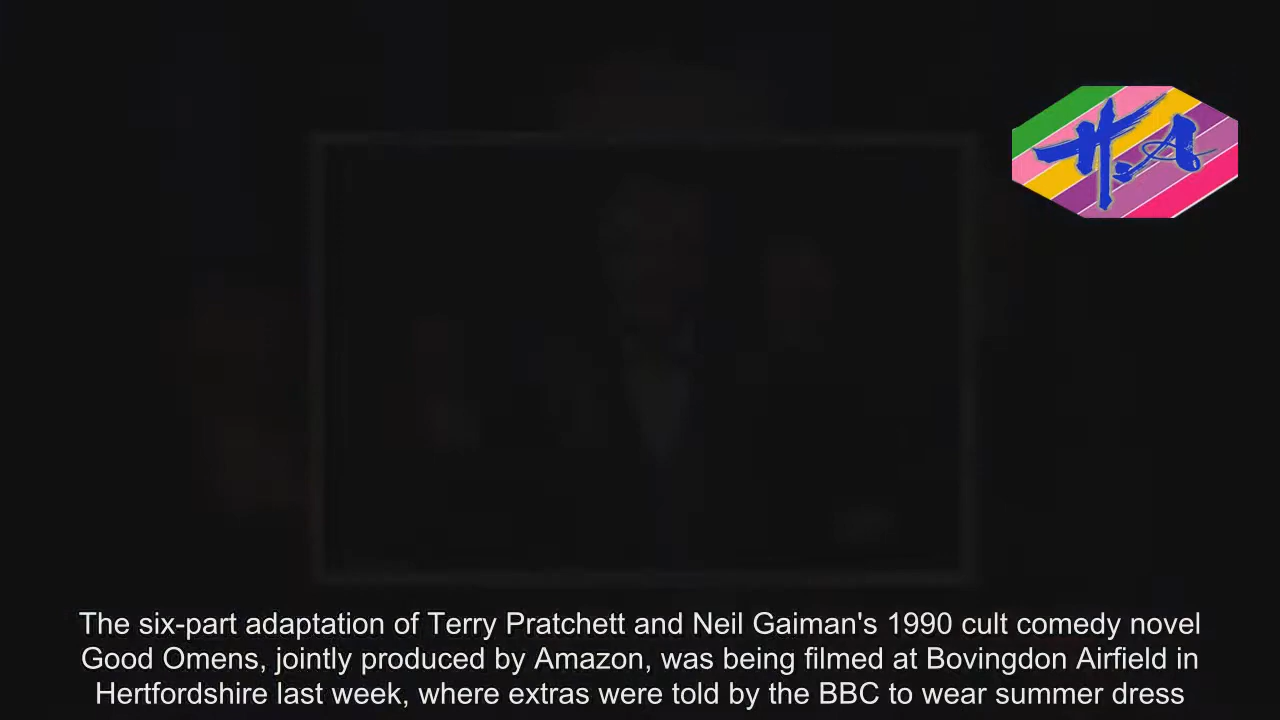 The six-part adaptation of Terry Pratchett and Neil Gaiman's 1990 cult comedy novel
Good Omens, jointly produced by Amazon, was being filmed at Bovingdon Airfield in
Hertfordshire last week, where extras were told by the BBC to wear summer dress